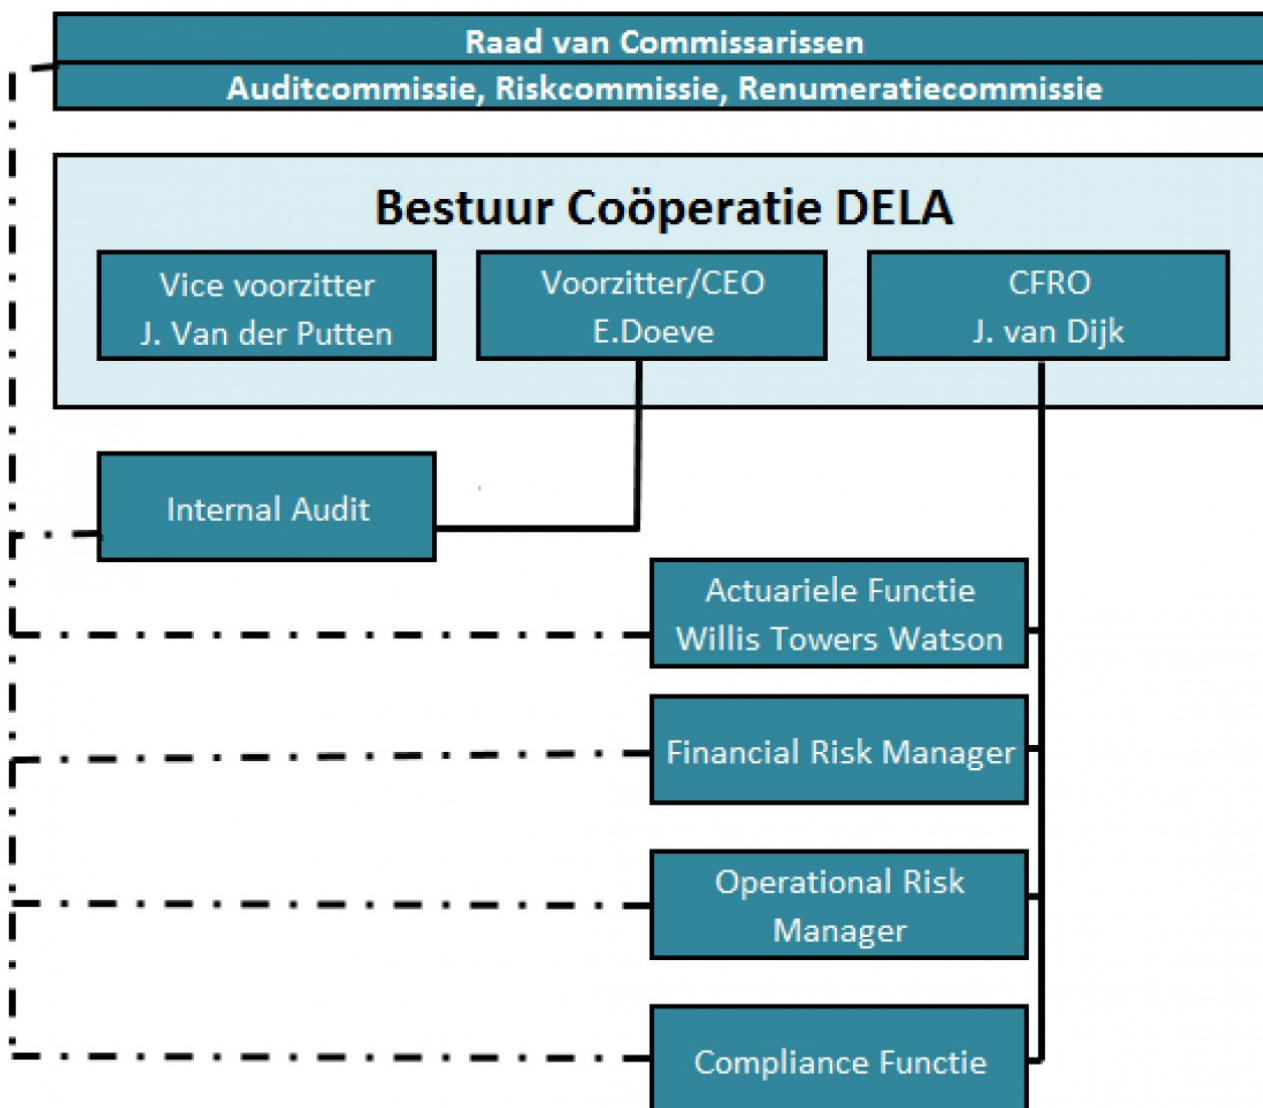 Raad van Commissarissen
Auditcommissie, Riskcommissie, Renumeratiecommissie
Bestuur Coöperatie DELA
Vice voorzitter
J. Van der Putten
Voorzitter/CEO
E.Doeve
CFRO
J. van Dijk
Internal Audit
Actuariele Functie
Willis Towers Watson
Financial Risk Manager
Operational Risk
Manager
Compliance Functie